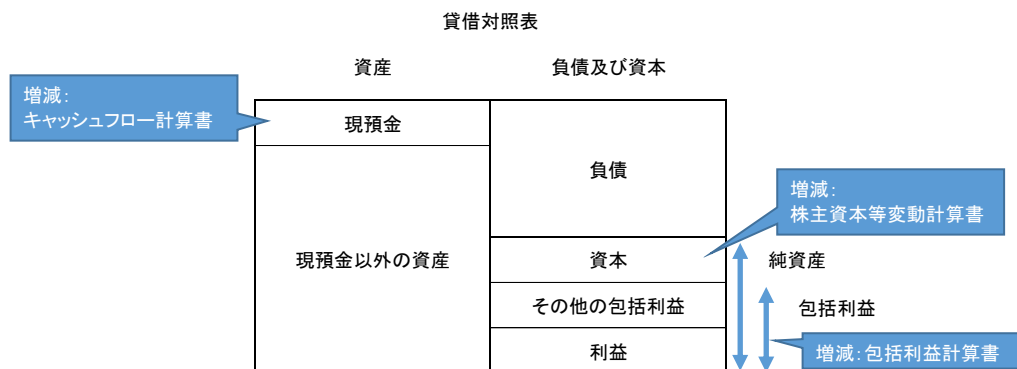 貸借対照表
資産
負債及び資本
増減：
キャッシュフロー計算書
現預金
負債
増減：
株主資本等変動計算書
現預金以外の資産
資本
純資産
その他の包括利益
包括利益
利益
増減：包括利益計算書